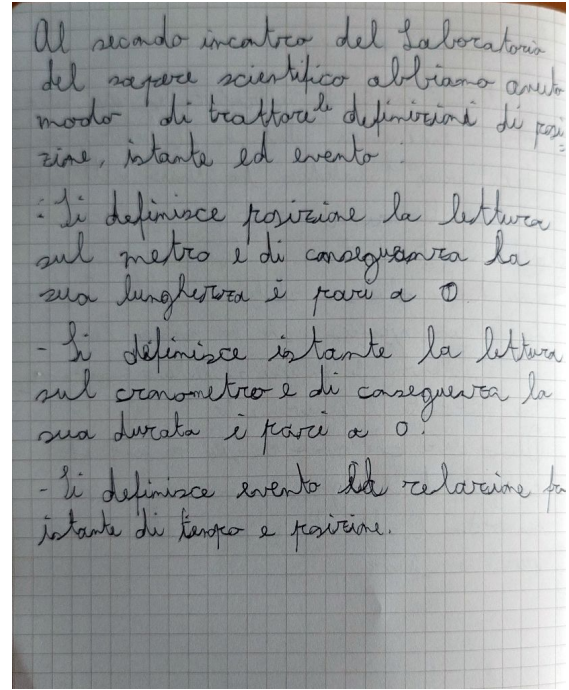 Al secondo incontro del Laboratorio
del sapere scientifico abbiamo avuto
modo di trattare le definizioni di posi
zine, istante ed evento :
- Si definisce posizione la lettura
sul metro e di conseguenza la
sua lunghezza è pari a 0
- Si definisce istante la lettura
sul cronometro e di conseguenza la
sua durata è pari a 0.
- Si definisce evento la relazione fra
istante di tempo e posizione.